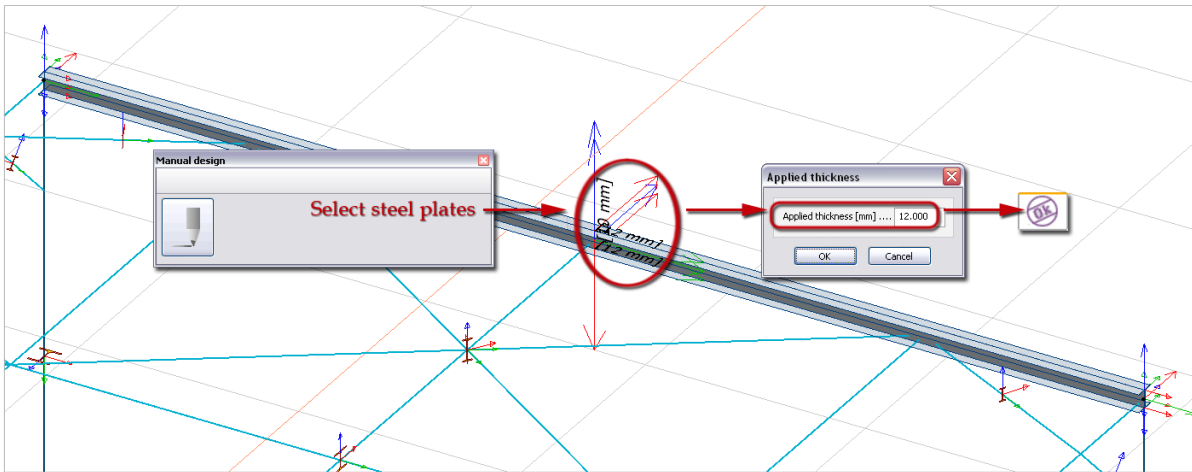 Manual design
Select steel plates
[12 mm]
[12 mm]
Applied thickness
Applied thickness [mm] .... 12.000
OK
Cancel
OK